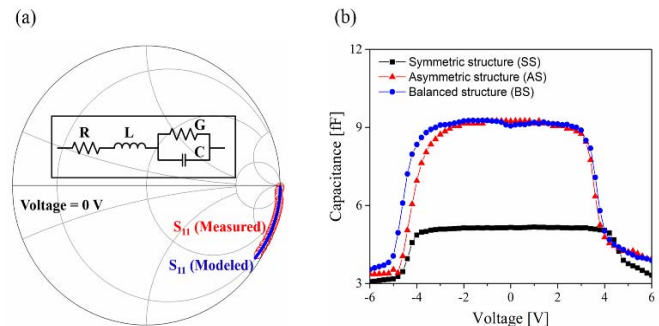 (a)
R
L
G
C
Voltage = 0 V
S11 (Measured)
S11 (Modeled)
(b)
Capacitance [fF]
12
9
6
3
Symmetric structure (SS)
Asymmetric structure (AS)
Balanced structure (BS)
-6 -4 -2 0 2 4 6
Voltage [V]